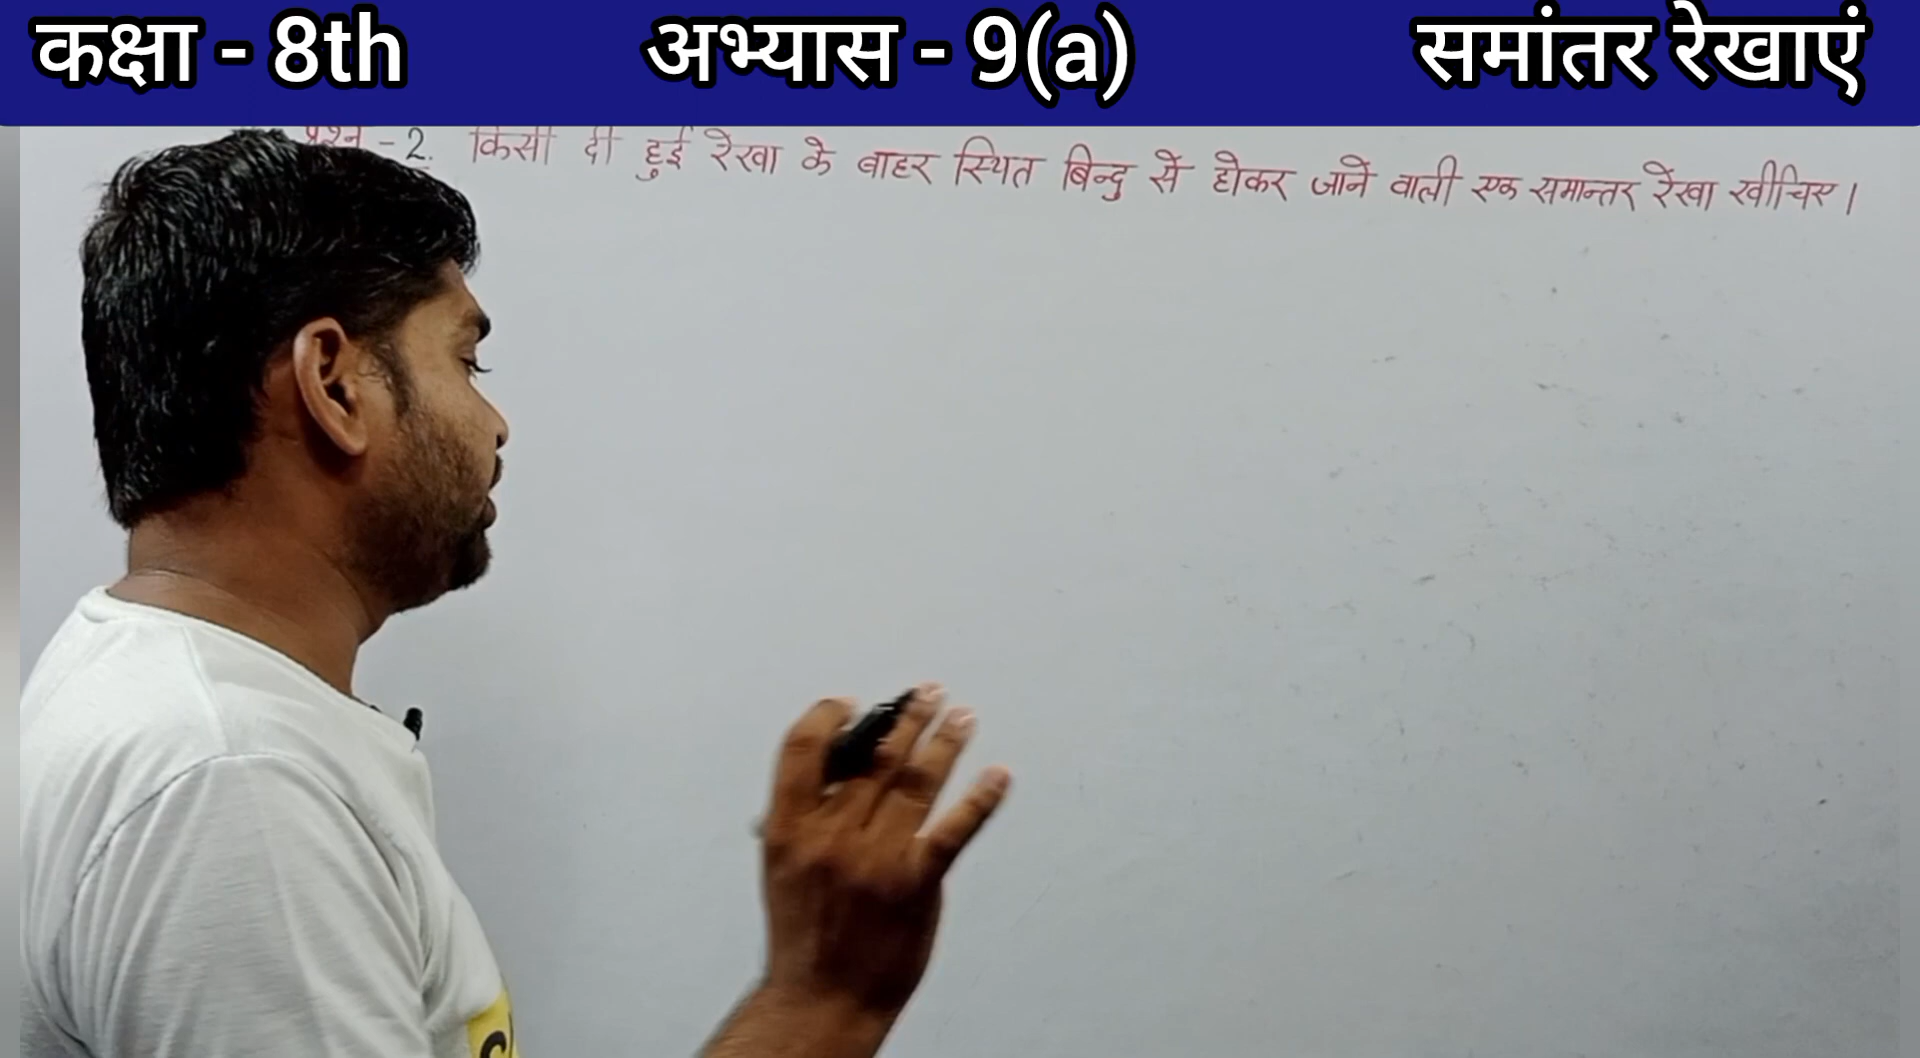 कक्षा - 8th अभ्यास - 9(a) समांतर रेखाएं
प्रश्न - 2. किसी दी हुई रेखा के बाहर स्थित बिन्दु से होकर जाने वाली एक समान्तर रेखा खीचिए।